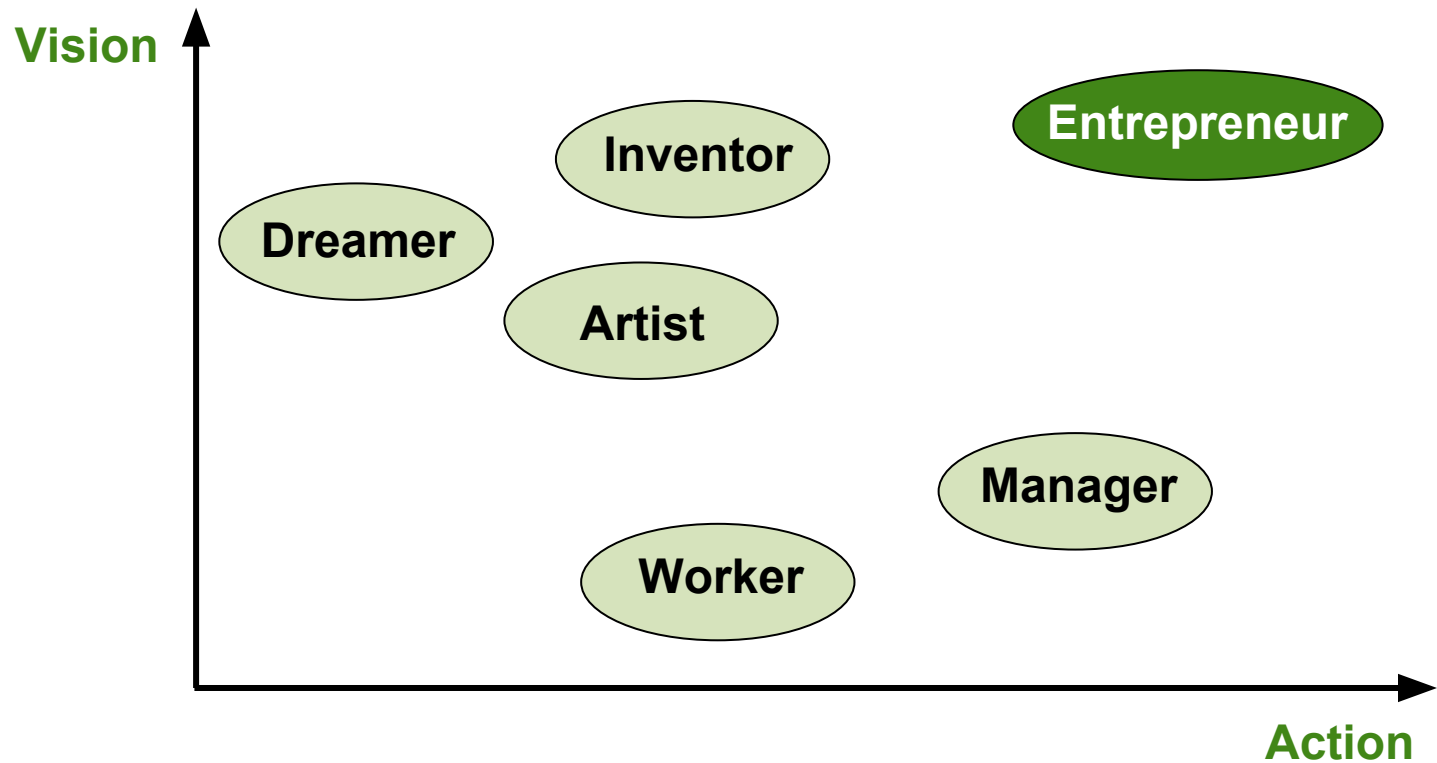 Vision
Entrepreneur
Inventor
Dreamer
Artist
Manager
Worker
Action